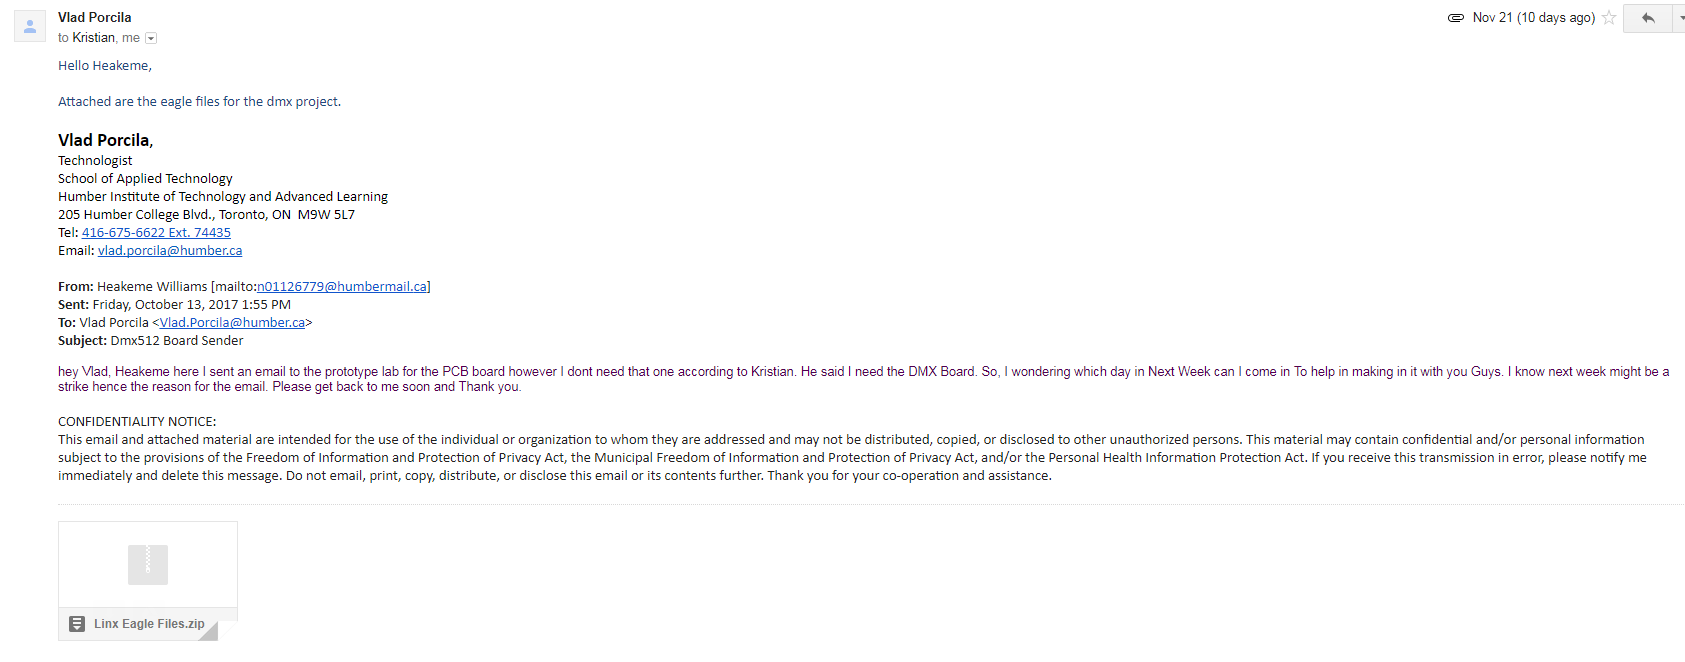 Vlad Porcila
Nov 21 (10 days ago)
to Kristian, me
Hello Heakeme,
Attached are the eagle files for the dmx project.
Vlad Porcila,
Technologist
School of Applied Technology
Humber Institute of Technology and Advanced Learning
205 Humber College Blvd., Toronto, ON  M9W 5L7
Tel: 416-675-6622 Ext. 74435
Email: vlad.porcila@humber.ca
From: Heakeme Williams [mailto:n01126779@humbermail.ca]
Sent: Friday, October 13, 2017 1:55 PM
To: Vlad Porcila <Vlad.Porcila@humber.ca>
Subject: Dmx512 Board Sender
hey Vlad, Heakeme here I sent an email to the prototype lab for the PCB board however I dont need that one according to Kristian. He said I need the DMX Board. So, I wondering which day in Next Week can I come in To help in making in it with you Guys. I know next week might be a
strike hence the reason for the email. Please get back to me soon and Thank you.
CONFIDENTIALITY NOTICE:
This email and attached material are intended for the use of the individual or organization to whom they are addressed and may not be distributed, copied, or disclosed to other unauthorized persons. This material may contain confidential and/or personal information
subject to the provisions of the Freedom of Information and Protection of Privacy Act, the Municipal Freedom of Information and Protection of Privacy Act, and/or the Personal Health Information Protection Act. If you receive this transmission in error, please notify me
immediately and delete this message. Do not email, print, copy, distribute, or disclose this email or its contents further. Thank you for your co-operation and assistance.
Linx Eagle Files.zip